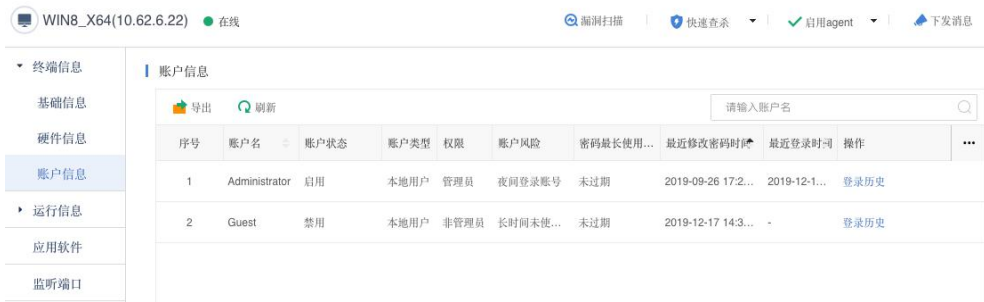 WIN8_X64(10.62.6.22) 在线 漏洞扫描 快速查杀 启用agent 下发消息
终端信息
基础信息
硬件信息
账户信息
运行信息
应用软件
监听端口
账户信息
导出 刷新 请输入账户名
序号 账户名 账户状态 账户类型 权限 账户风险 密码最长使用... 最近修改密码时间 最近登录时间 操作 ...
1 Administrator 启用 本地用户 管理员 夜间登录账号 未过期 2019-09-26 17:2... 2019-12-1... 登录历史
2 Guest 禁用 本地用户 非管理员 长时间未使... 未过期 2019-12-17 14:3... - 登录历史